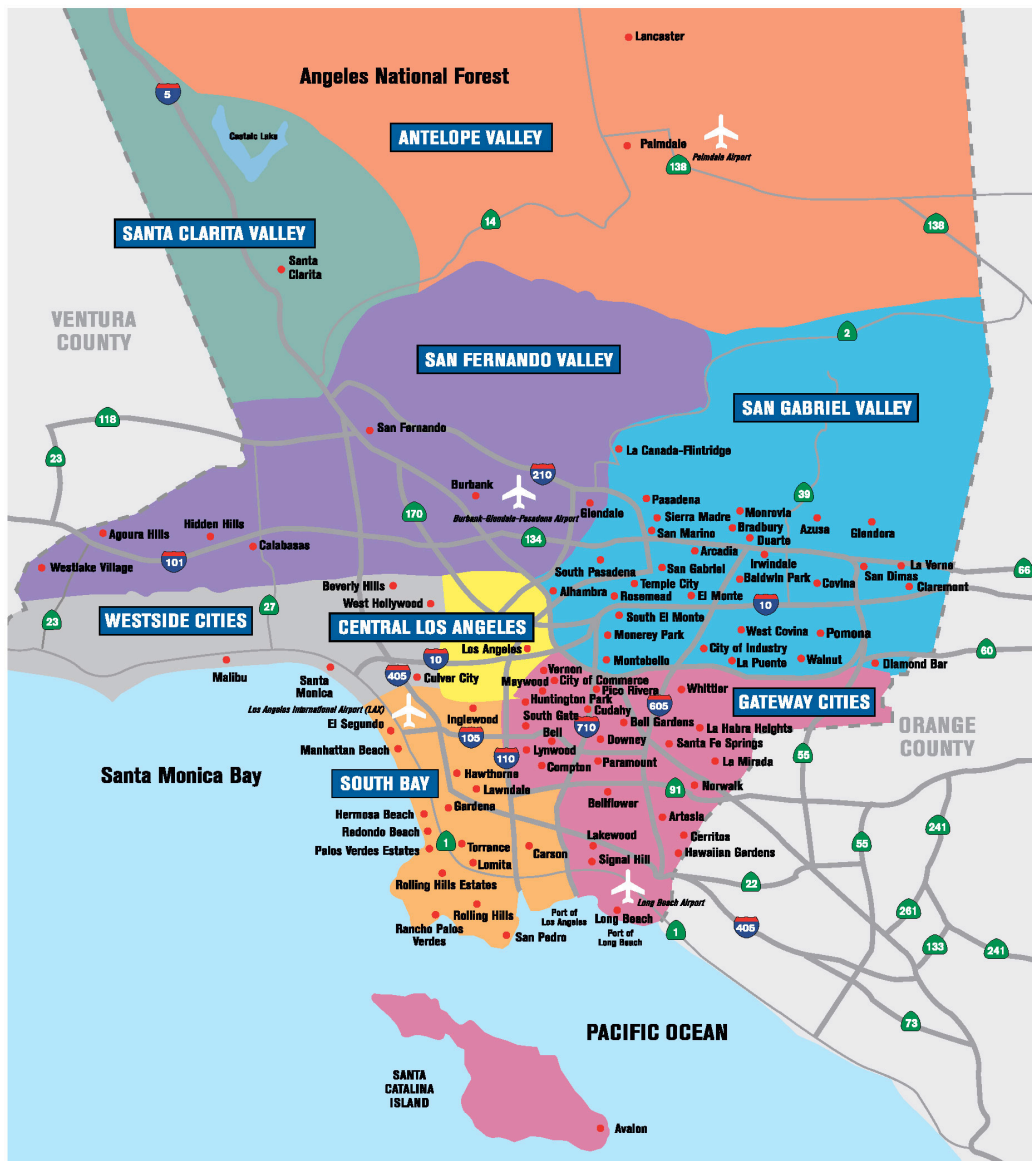 Lancaster
Angeles National Forest
5
Castaic Lake
ANTELOPE VALLEY
Palmdale
Palmdale Airport
138
14
138
SANTA CLARITA VALLEY
Santa
Clarita
VENTURA
COUNTY
2
SAN FERNANDO VALLEY
SAN GABRIEL VALLEY
118
San Fernando
23
La Canada-Flintridge
210
Burbank
39
170
Burbank-Glendale-Pasadena Airport
Glendale
Pasadena
Sierra Madre
San Marino
Monrovia
Bradbury
Duarte
Azusa
Glendora
Agoura Hills
Hidden Hills
Calabasas
134
101
Westlake Village
Arcadia
Irwindale
South Pasadena
San Gabriel
Baldwin Park
Temple City
Alhambra
Rosemead
El Monte
Covina
San Dimas
La Verne
66
Claremont
10
Beverly Hills
West Hollywood
WESTSIDE CITIES
23
27
CENTRAL LOS ANGELES
Los Angeles
South El Monte
Monerey Park
West Covina
Pomona
City of Industry
Montebello
La Puente
Walnut
Diamond Bar
60
Malibu
Santa
Monica
10
405
Culver City
Vernon
City of Commerce
Maywood
Pico Rivera
Whittier
605
GATEWAY CITIES
Huntington Park
Cudahy
Los Angeles International Airport (LAX)
Inglewood
El Segundo
105
South Gate
Bell
710
Bell Gardens
La Habra Heights
ORANGE
COUNTY
Manhattan Beach
110
Lynwood
Downey
Santa Fe Springs
55
Compton
Paramount
La Mirada
Santa Monica Bay
SOUTH BAY
Hawthorne
Lawndale
91
Norwalk
Gardena
Bellflower
Hermosa Beach
Artesia
Redondo Beach
Cerritos
241
Palos Verdes Estates
1
Torrance
Lomita
Carson
Lakewood
Signal Hill
Hawaiian Gardens
55
Rolling Hills Estates
22
Long Beach Airport
Rolling Hills
Rancho Palos
Verdes
San Pedro
Port of
Los Angeles
Long Beach
Port of
Long Beach
1
405
261
133
241
73
PACIFIC OCEAN
SANTA
CATALINA
ISLAND
Avalon